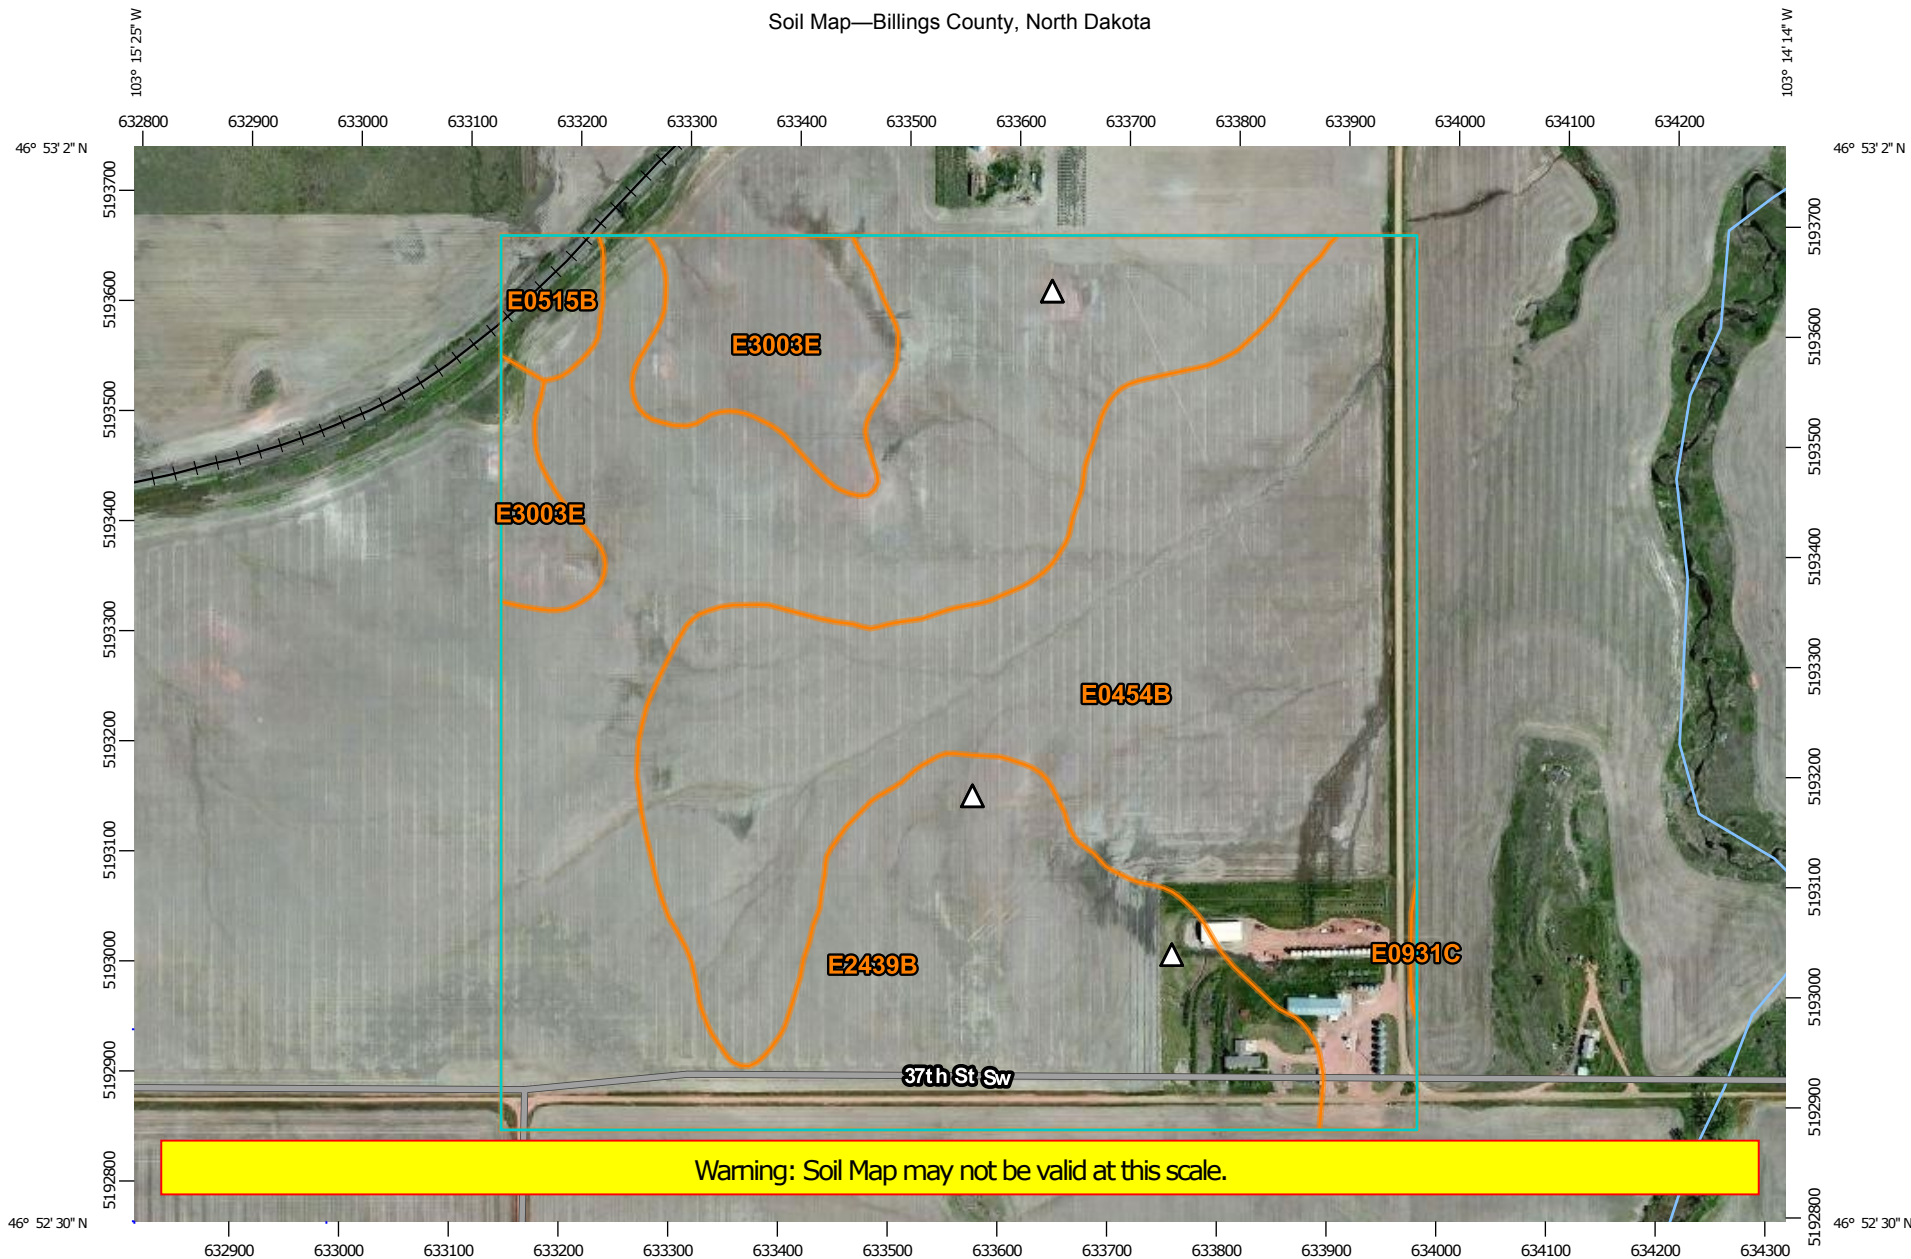 Soil Map—Billings County, North Dakota
103° 15' 25" W
103° 14' 14" W
632800 632900 633000 633100 633200 633300 633400 633500 633600 633700 633800 633900 634000 634100 634200
46° 53' 2" N
46° 53' 2" N
5193700
5193700
5193600
5193600
5193500
5193500
5193400
5193400
5193300
5193300
5193200
5193200
5193100
5193100
5193000
5193000
5192900
5192900
5192800
5192800
E0515B
E3003E
E3003E
E0454B
E2439B
E0931C
37th St Sw
Warning: Soil Map may not be valid at this scale.
46° 52' 30" N
46° 52' 30" N
632900 633000 633100 633200 633300 633400 633500 633600 633700 633800 633900 634000 634100 634200 634300